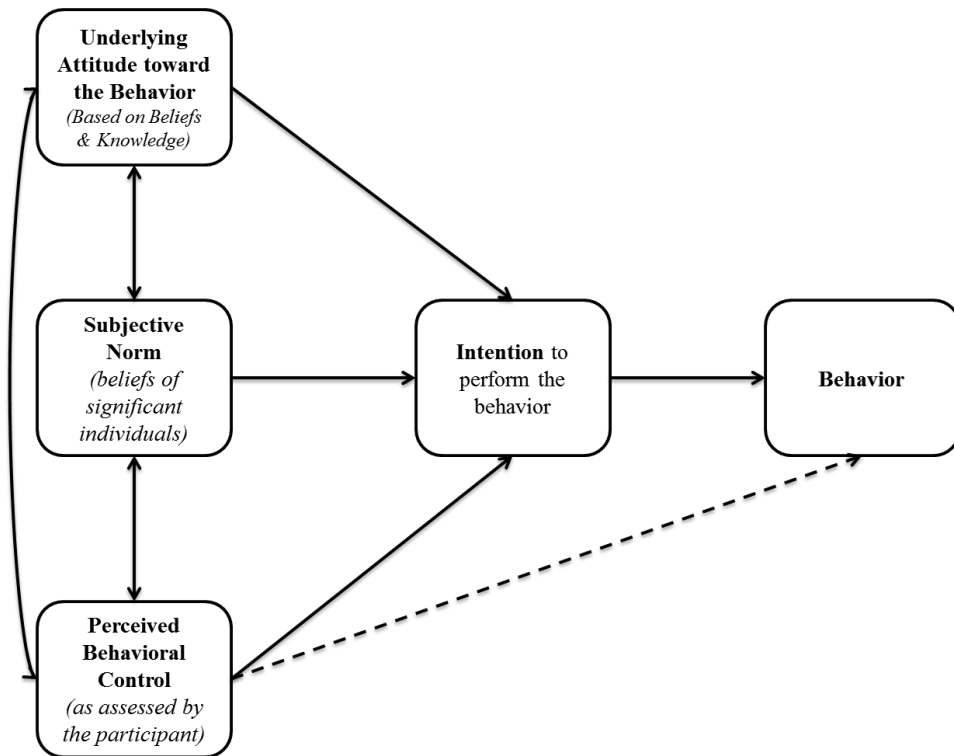 Underlying
Attitude toward
the Behavior
(Based on Beliefs
& Knowledge)
Subjective
Norm
(beliefs of
significant
individuals)
Intention to
perform the
behavior
Behavior
Perceived
Behavioral
Control
(as assessed by
the participant)